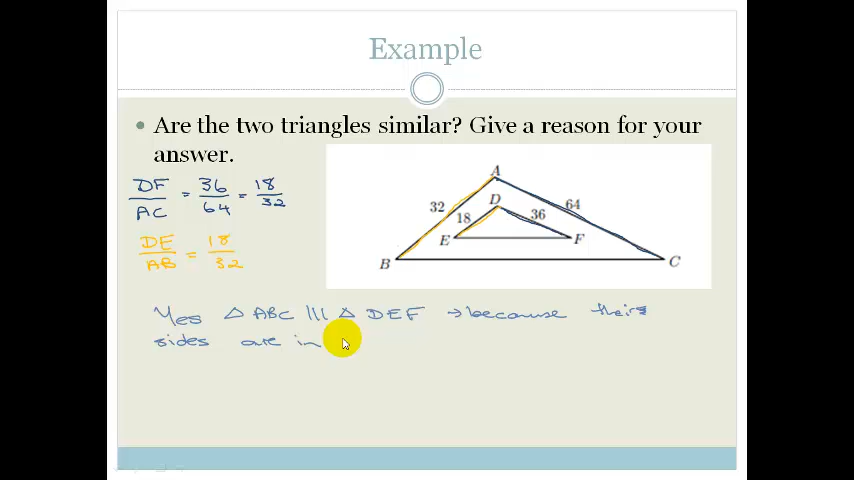 Example
Are the two triangles similar? Give a reason for your
answer.
DF/AC = 36/64 = 18/32
DE/AB = 18/32
A
32
64
D
18
36
E
F
B
C
Yes △ ABC ||| △ DEF → because their
sides are in